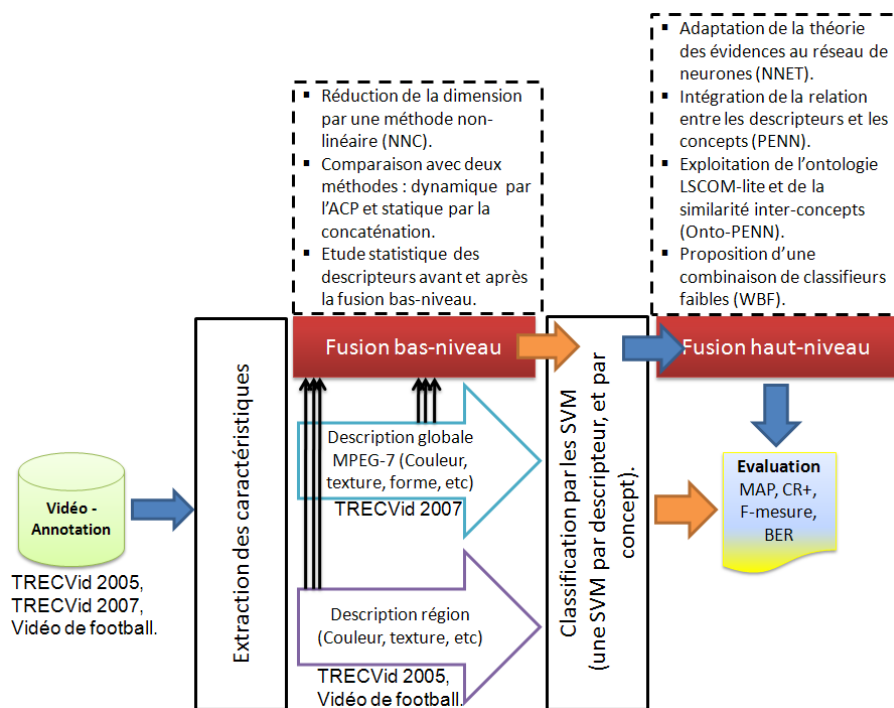 Vidéo -
Annotation
TRECVid 2005,
TRECVid 2007,
Vidéo de football.
Extraction des caractéristiques
▪ Réduction de la dimension
par une méthode non-
linéaire (NNC).
▪ Comparaison avec deux
méthodes : dynamique par
l’ACP et statique par la
concaténation.
▪ Etude statistique des
descripteurs avant et après
la fusion bas-niveau.
Fusion bas-niveau
Description globale
MPEG-7 (Couleur,
texture, forme, etc)
TRECVid 2007
Description région
(Couleur, texture, etc)
TRECVid 2005,
Vidéo de football.
Classification par les SVM
(une SVM par descripteur, et par
concept).
▪ Adaptation de la théorie
des évidences au réseau de
neurones (NNET).
▪ Intégration de la relation
entre les descripteurs et les
concepts (PENN).
▪ Exploitation de l’ontologie
LSCOM-lite et de la
similarité inter-concepts
(Onto-PENN).
▪ Proposition d’une
combinaison de classifieurs
faibles (WBF).
Fusion haut-niveau
Evaluation
MAP, CR+,
F-mesure,
BER